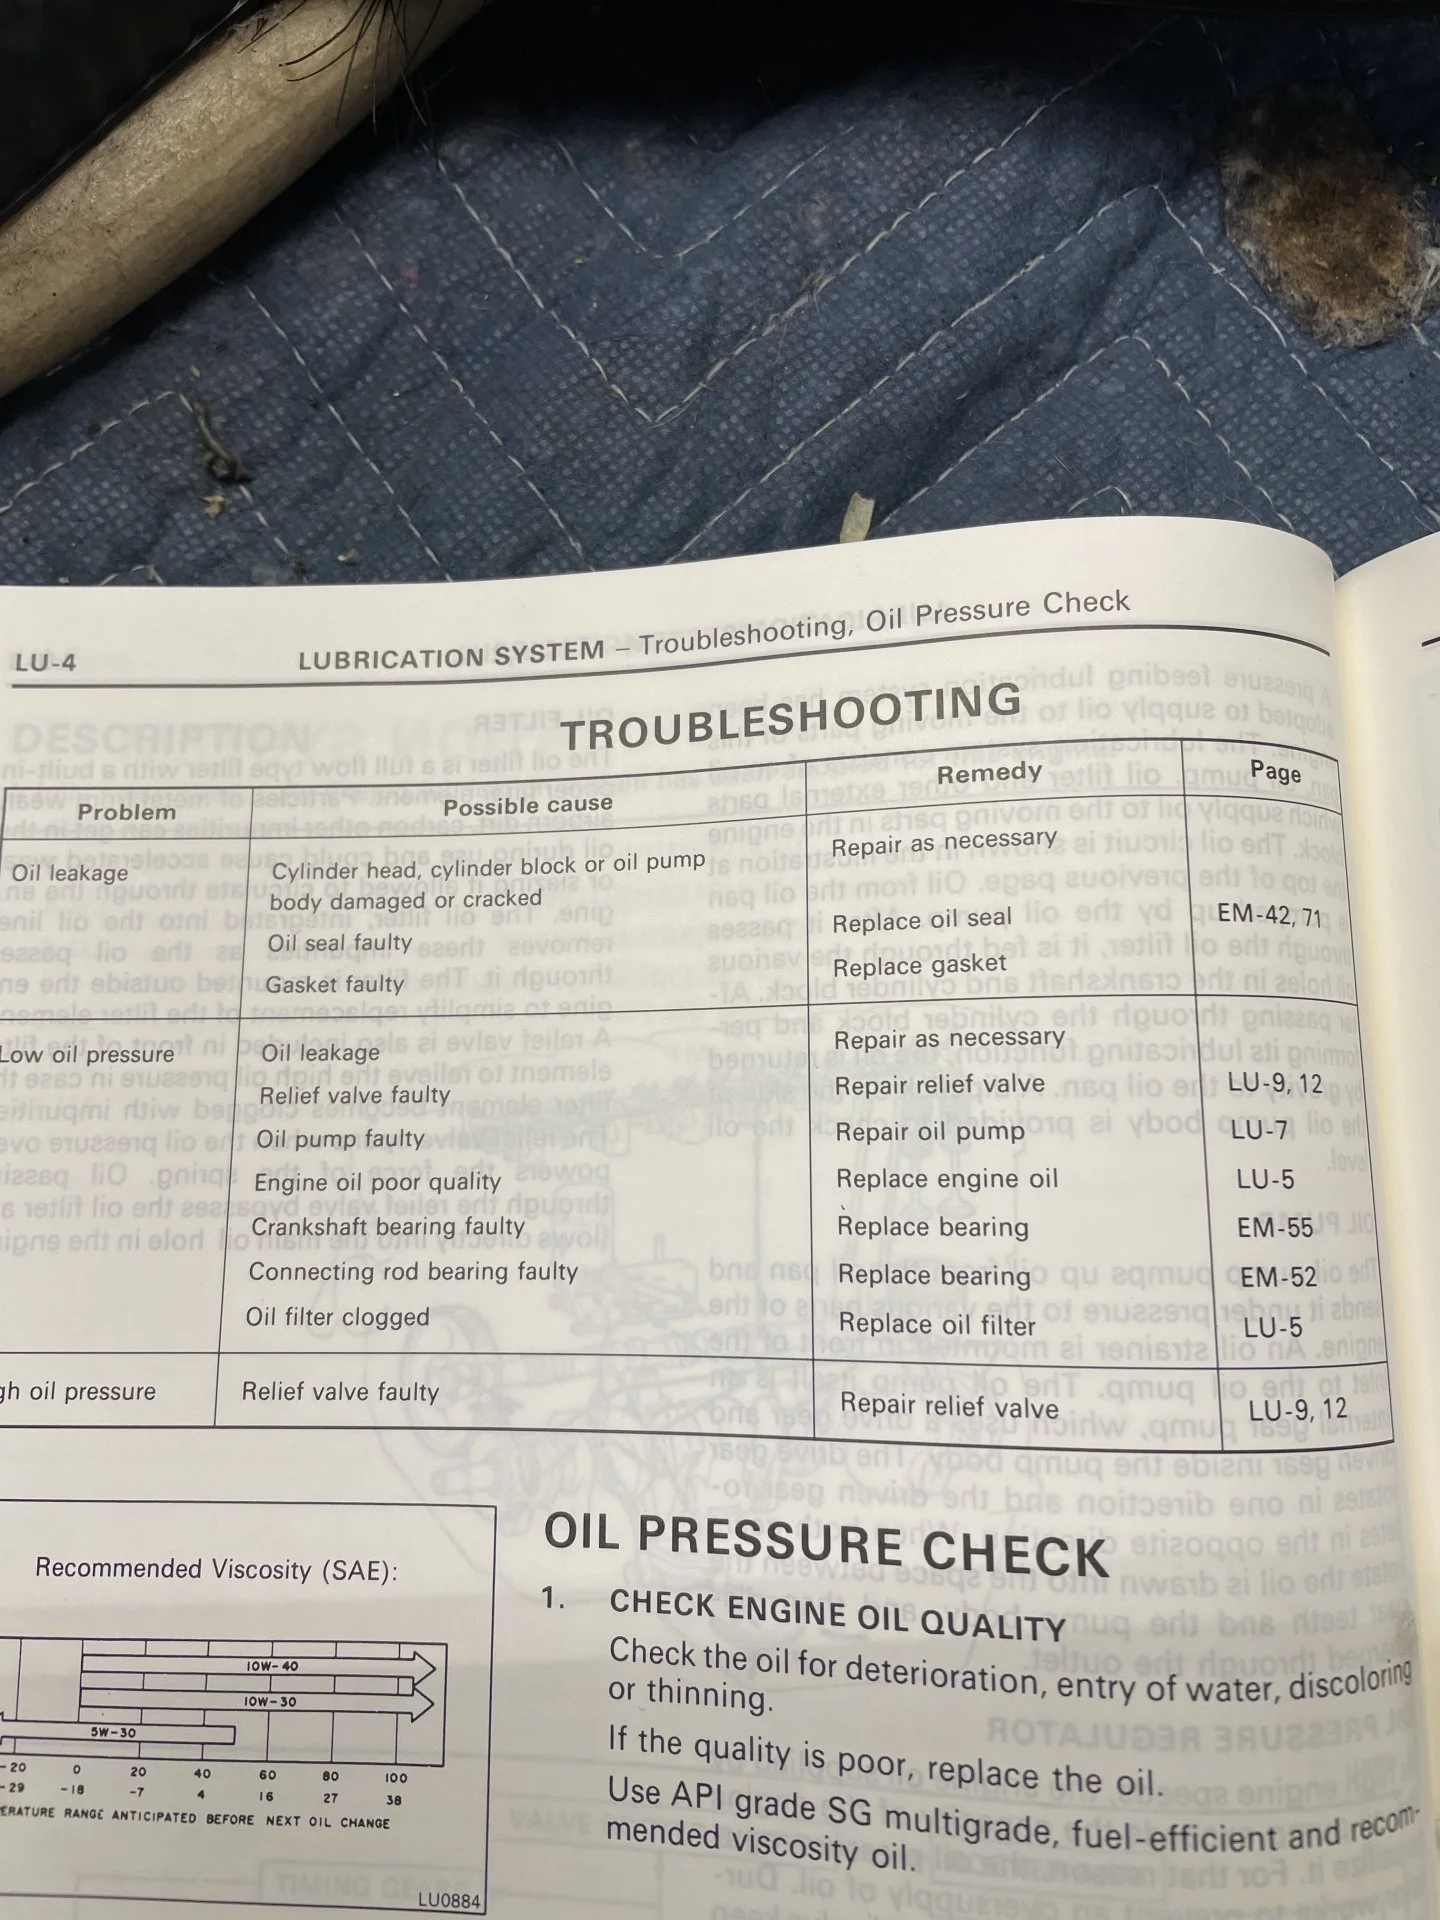 LU-4
LUBRICATION SYSTEM – Troubleshooting, Oil Pressure Check
TROUBLESHOOTING
Problem Possible cause Remedy Page
Oil leakage Cylinder head, cylinder block or oil pump Repair as necessary
body damaged or cracked
Oil seal faulty Replace oil seal EM-42, 71
Gasket faulty Replace gasket
Low oil pressure Oil leakage Repair as necessary
Relief valve faulty Repair relief valve LU-9, 12
Oil pump faulty Repair oil pump LU-7
Engine oil poor quality Replace engine oil LU-5
Crankshaft bearing faulty Replace bearing EM-55
Connecting rod bearing faulty Replace bearing EM-52
Oil filter clogged Replace oil filter LU-5
gh oil pressure Relief valve faulty Repair relief valve LU-9, 12
Recommended Viscosity (SAE):
10W-40
10W-30
5W-30
-20 0 20 40 60 80 100
-29 -18 -7 4 16 27 38
ERATURE RANGE ANTICIPATED BEFORE NEXT OIL CHANGE
LU0884
OIL PRESSURE CHECK
1. CHECK ENGINE OIL QUALITY
Check the oil for deterioration, entry of water, discoloring
or thinning.
If the quality is poor, replace the oil.
Use API grade SG multigrade, fuel-efficient and recom-
mended viscosity oil.